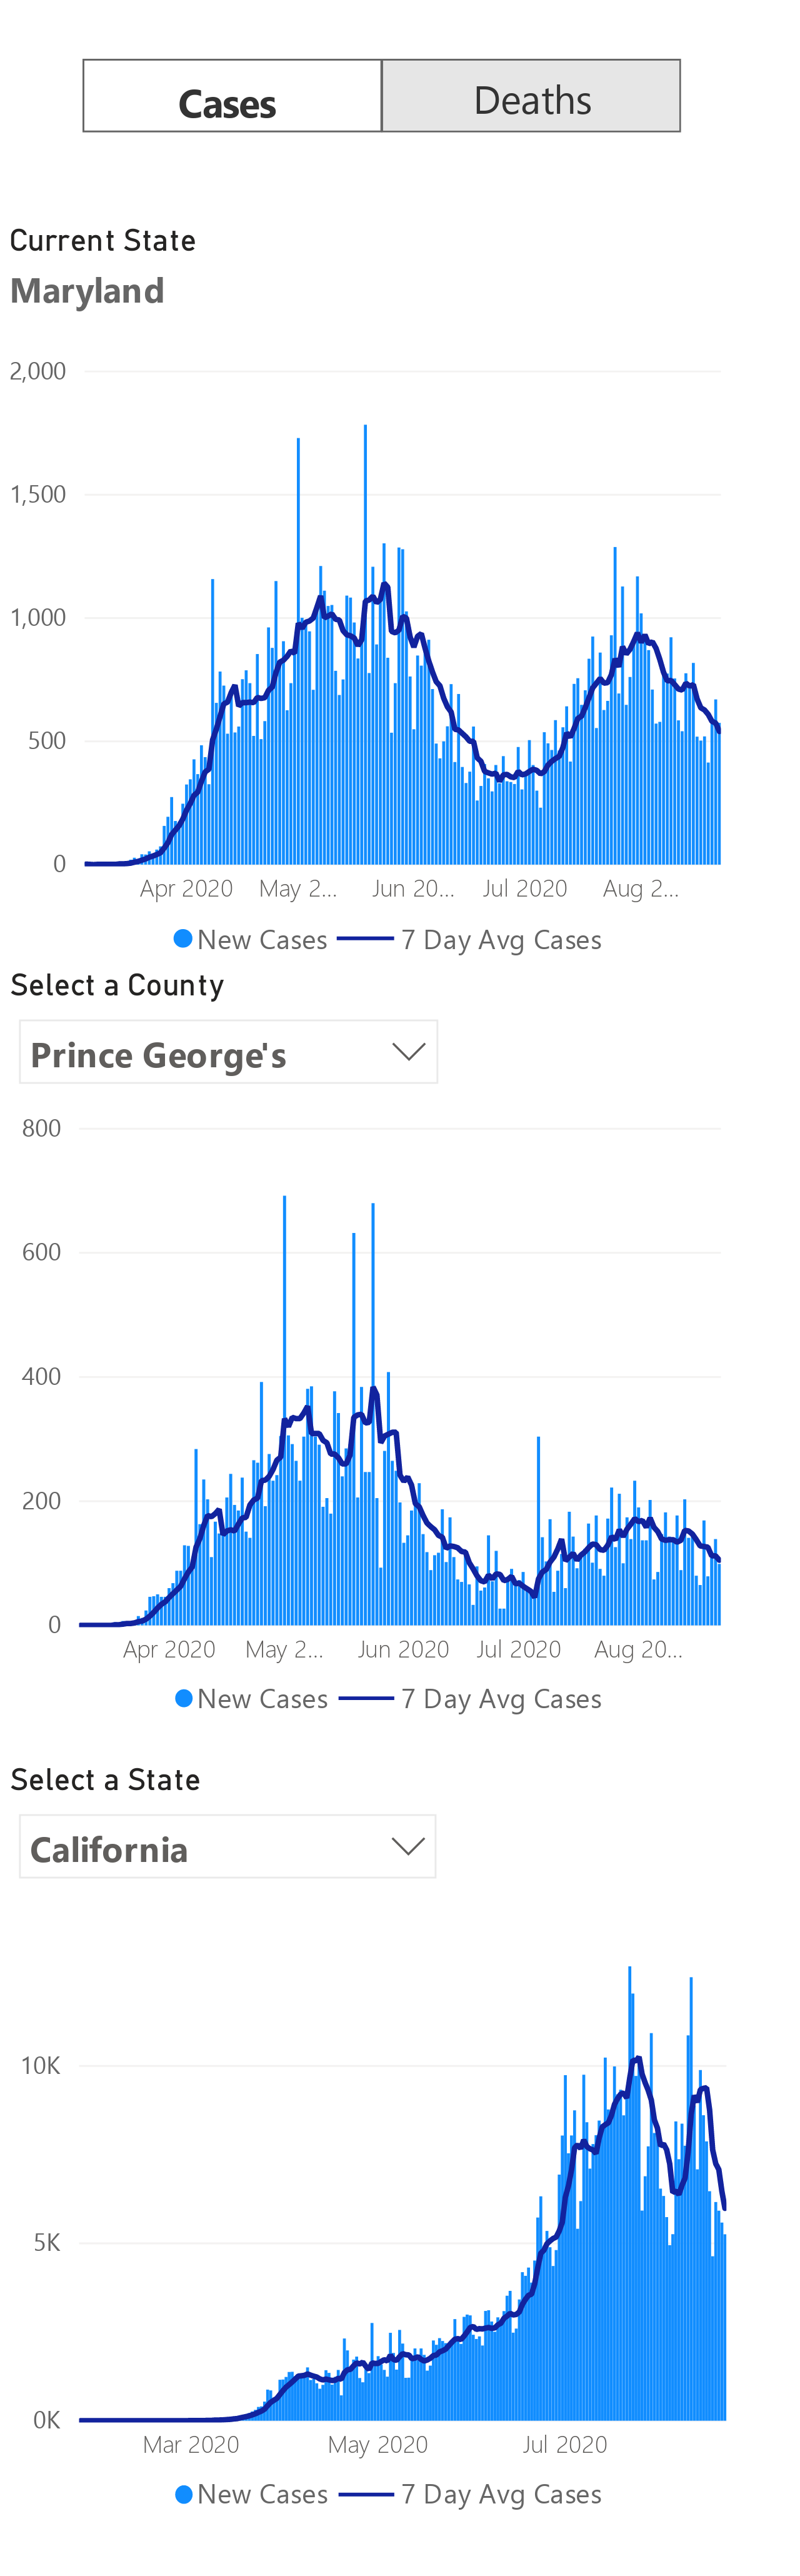 Cases Deaths
Current State
Maryland
2,000
1,500
1,000
500
0
Apr 2020 May 2... Jun 20... Jul 2020 Aug 2...
New Cases 7 Day Avg Cases
Select a County
Prince George's
800
600
400
200
0
Apr 2020 May 2... Jun 2020 Jul 2020 Aug 20...
New Cases 7 Day Avg Cases
Select a State
California
10K
5K
0K
Mar 2020 May 2020 Jul 2020
New Cases 7 Day Avg Cases